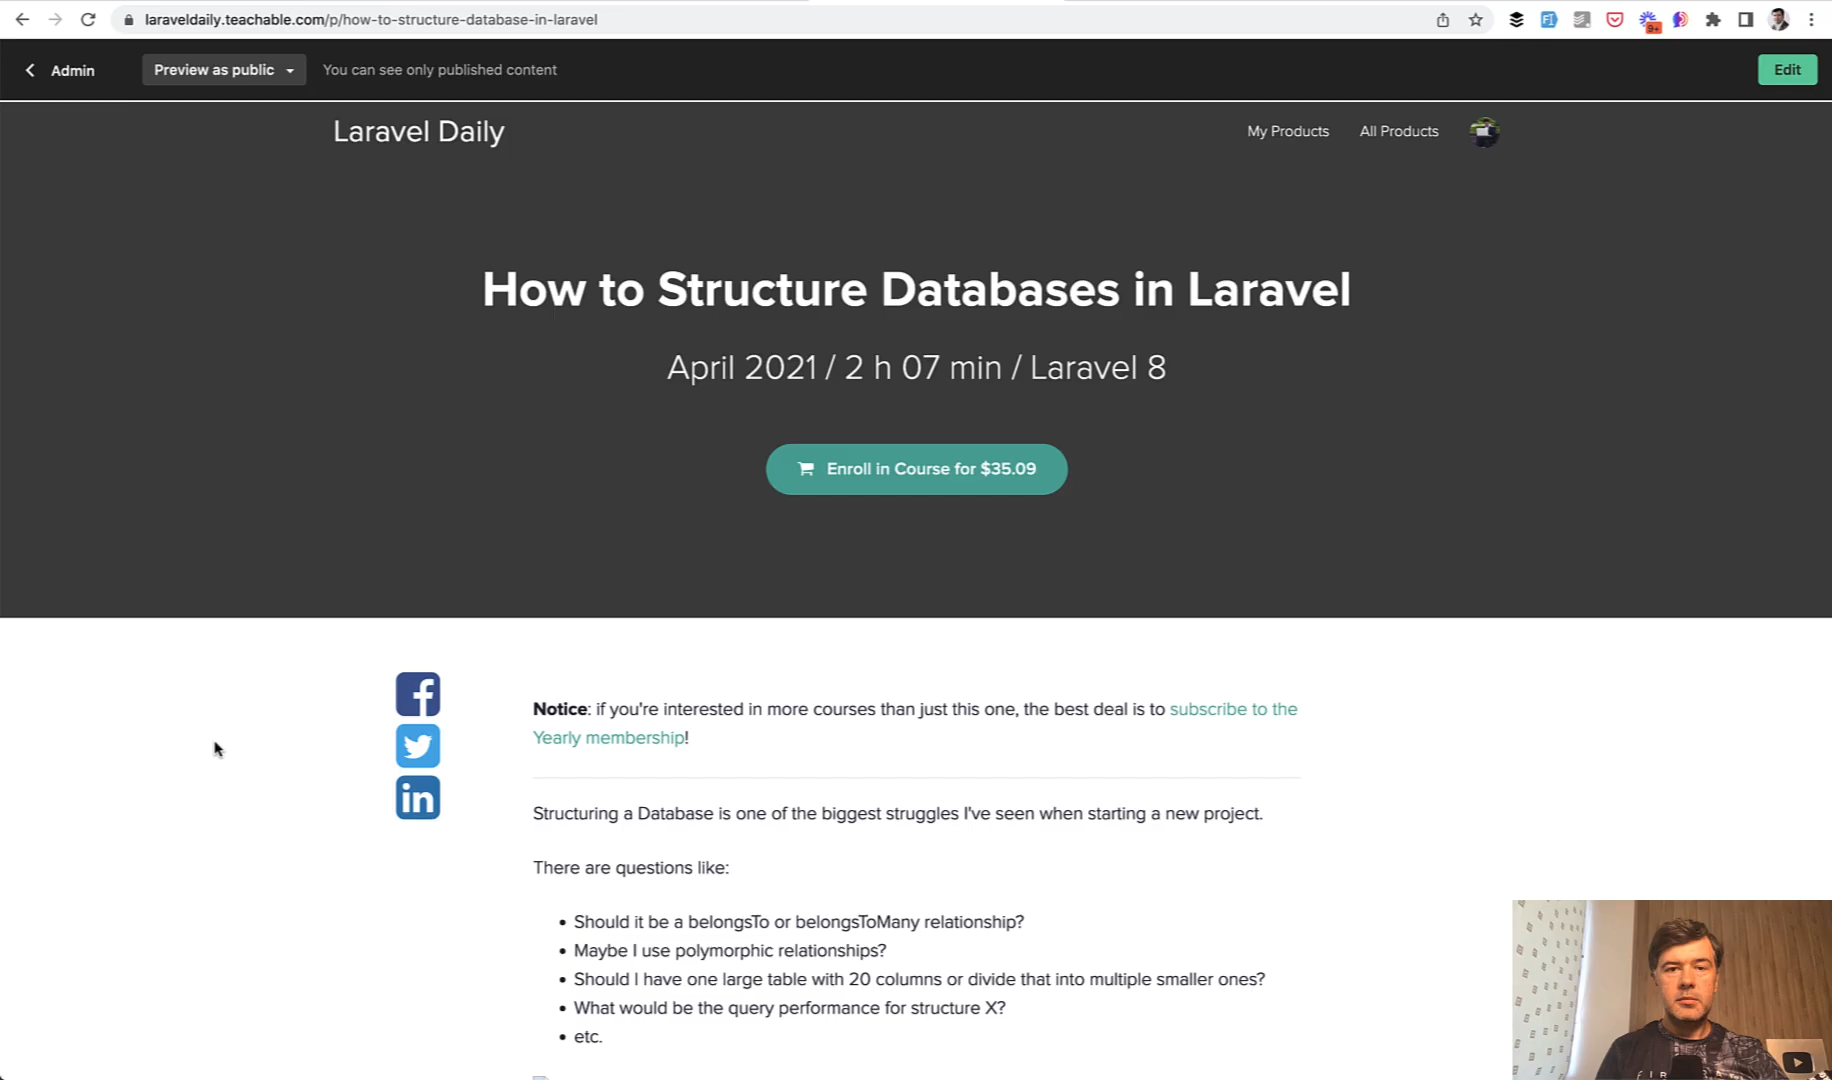 laraveldaily.teachable.com/p/how-to-structure-database-in-laravel
9+
Admin
Preview as public
You can see only published content
Edit
Laravel Daily
My Products
All Products
How to Structure Databases in Laravel
April 2021 / 2 h 07 min / Laravel 8
Enroll in Course for $35.09
Notice: if you're interested in more courses than just this one, the best deal is to subscribe to the
Yearly membership!
Structuring a Database is one of the biggest struggles I've seen when starting a new project.
There are questions like:
• Should it be a belongsTo or belongsToMany relationship?
• Maybe I use polymorphic relationships?
• Should I have one large table with 20 columns or divide that into multiple smaller ones?
• What would be the query performance for structure X?
• etc.